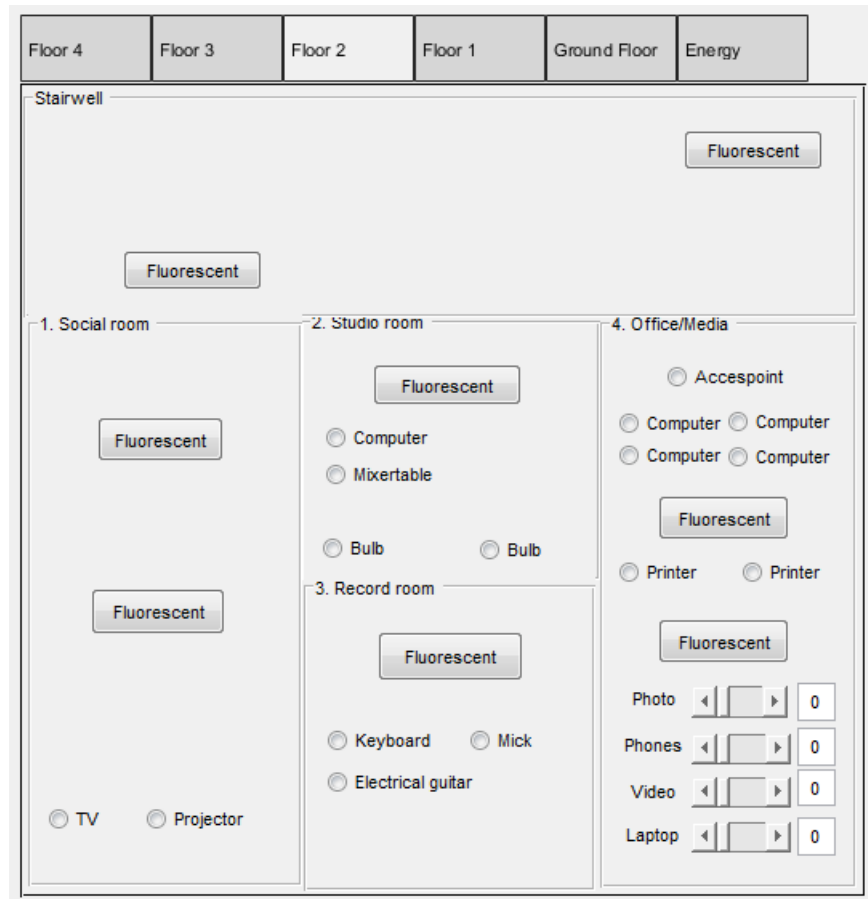 Floor 4 Floor 3 Floor 2 Floor 1 Ground Floor Energy
Stairwell
Fluorescent
Fluorescent
1. Social room
Fluorescent
Fluorescent
TV Projector
2. Studio room
Fluorescent
Computer
Mixertable
Bulb Bulb
3. Record room
Fluorescent
Keyboard Mick
Electrical guitar
4. Office/Media
Accespoint
Computer Computer
Computer Computer
Fluorescent
Printer Printer
Fluorescent
Photo 0
Phones 0
Video 0
Laptop 0